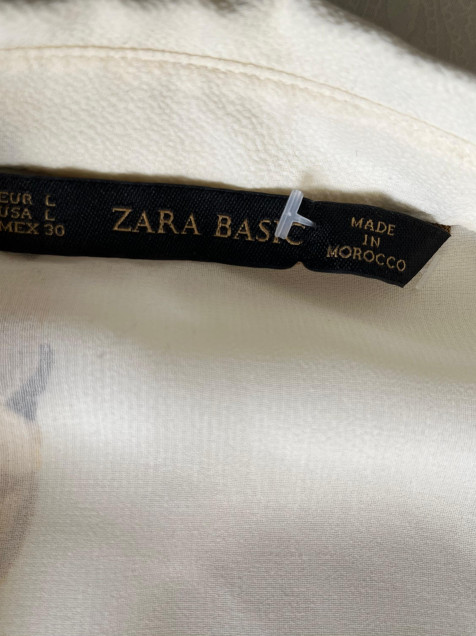 EUR L
USA L
MEX 30
ZARA BASIC
MADE
IN
MOROCCO